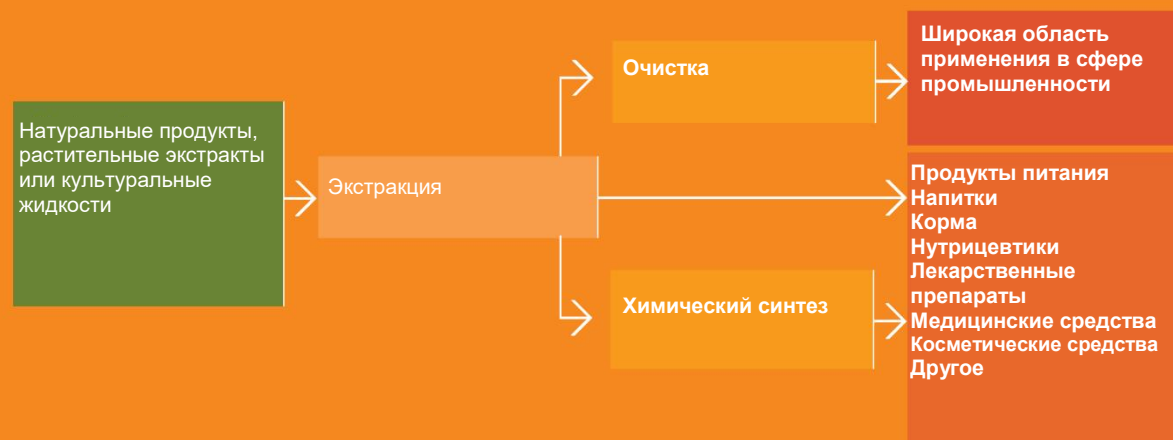 Натуральные продукты,
растительные экстракты
или культуральные
жидкости
Экстракция
Очистка
Химический синтез
Широкая область
применения в сфере
промышленности
Продукты питания
Напитки
Корма
Нутрицевтики
Лекарственные
препараты
Медицинские средства
Косметические средства
Другое